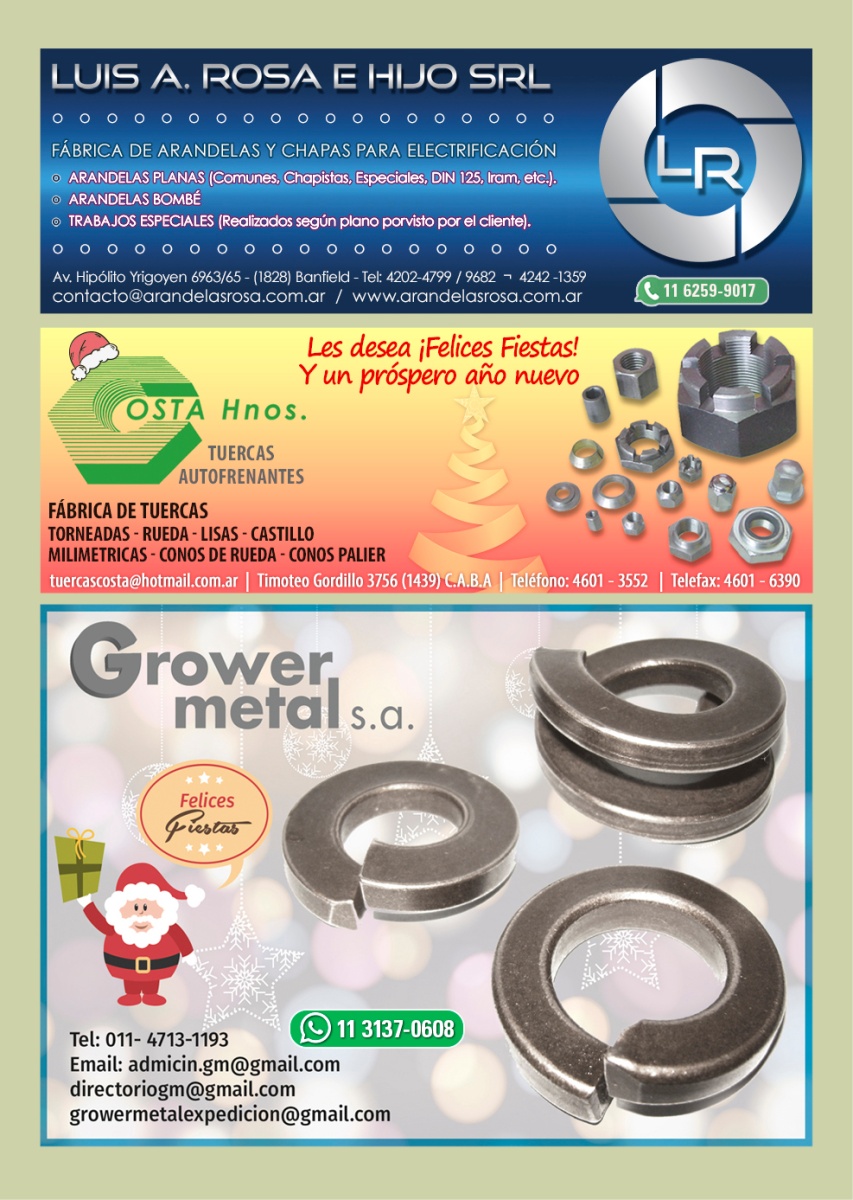 LUIS A. ROSA E HIJO SRL
FÁBRICA DE ARANDELAS Y CHAPAS PARA ELECTRIFICACIÓN
ARANDELAS PLANAS (Comunes, Chapistas, Especiales, DIN 125, Iram, etc.).
ARANDELAS BOMBÉ
TRABAJOS ESPECIALES (Realizados según plano porvisto por el cliente).
Av. Hipólito Yrigoyen 6963/65 - (1828) Banfield - Tel: 4202-4799 / 9682 ¬ 4242 -1359
contacto@arandelasrosa.com.ar / www.arandelasrosa.com.ar
LR
11 6259-9017
Les desea ¡Felices Fiestas!
Y un próspero año nuevo
COSTA Hnos.
TUERCAS
AUTOFRENANTES
FÁBRICA DE TUERCAS
TORNEADAS - RUEDA - LISAS - CASTILLO
MILIMETRICAS - CONOS DE RUEDA - CONOS PALIER
tuercascosta@hotmail.com.ar | Timoteo Gordillo 3756 (1439) C.A.B.A | Teléfono: 4601 - 3552 | Telefax: 4601 - 6390
Grower
metal s.a.
Felices
Fiestas
11 3137-0608
Tel: 011- 4713-1193
Email: admicin.gm@gmail.com
directoriogm@gmail.com
growermetalexpedicion@gmail.com